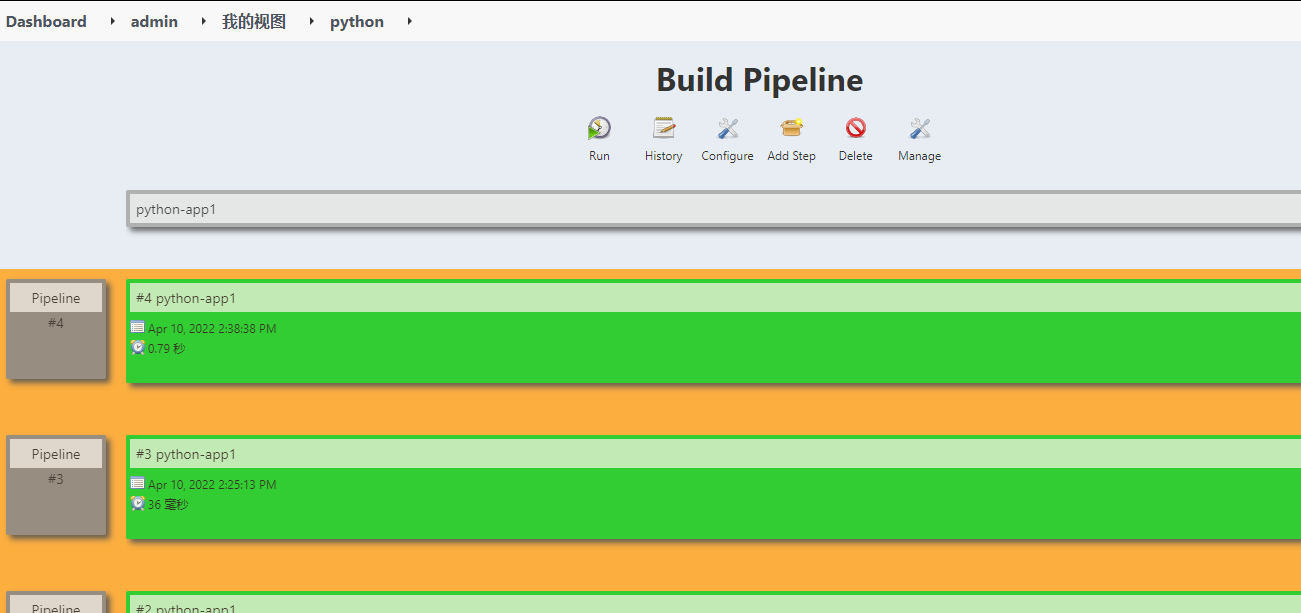 Dashboard admin 我的视图 python
Build Pipeline
Run History Configure Add Step Delete Manage
python-app1
Pipeline
#4
#4 python-app1
Apr 10, 2022 2:38:38 PM
0.79 秒
Pipeline
#3
#3 python-app1
Apr 10, 2022 2:25:13 PM
36 毫秒
Pipeline
#2 python-app1